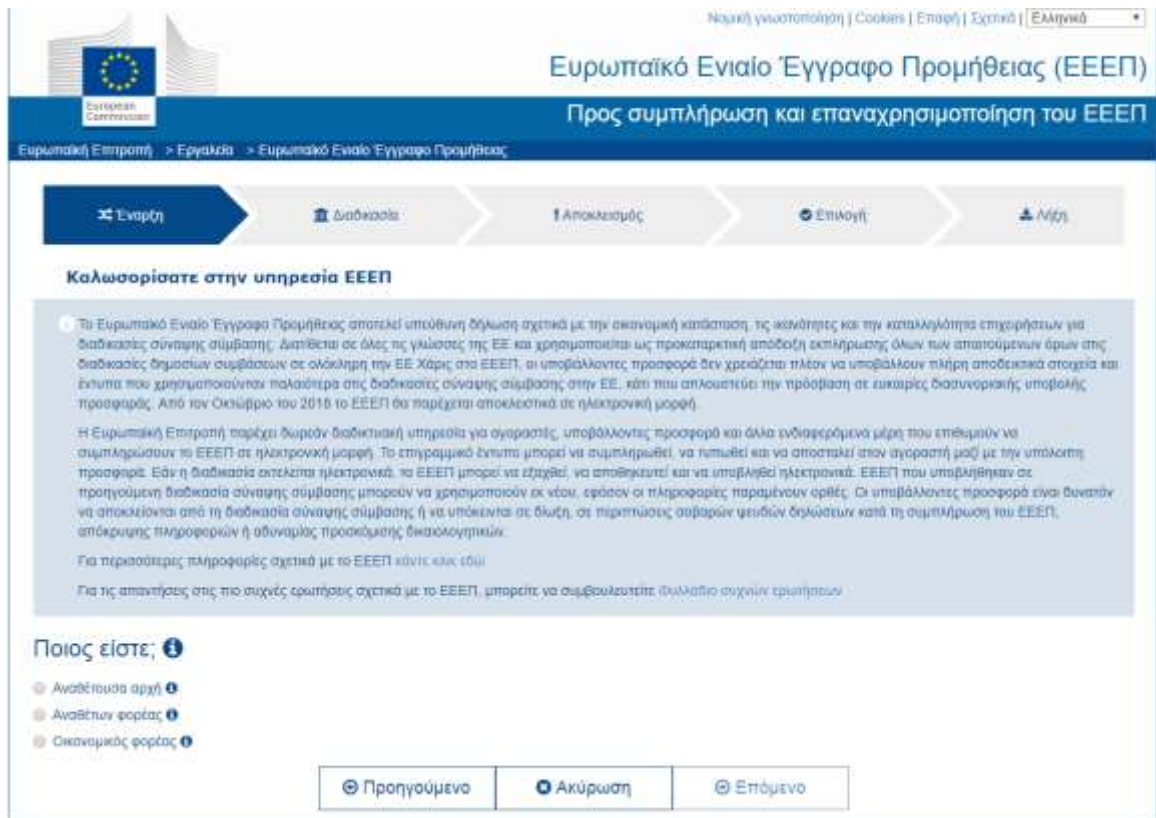 Νομική γνωστοποίηση | Cookies | Επαφή | Σχετικά | Ελληνικά
Ευρωπαϊκό Ενιαίο Έγγραφο Προμήθειας (ΕΕΕΠ)
European
Commission
Προς συμπλήρωση και επαναχρησιμοποίηση του ΕΕΕΠ
Ευρωπαϊκή Επιτροπή > Εργαλεία > Ευρωπαϊκό Ενιαίο Έγγραφο Προμήθειας
Έναρξη Διαδικασία Αποκλεισμός Επιλογή Λήξη
Καλωσορίσατε στην υπηρεσία ΕΕΕΠ
Το Ευρωπαϊκό Ενιαίο Έγγραφο Προμήθειας αποτελεί υπεύθυνη δήλωση σχετικά με την οικονομική κατάσταση, τις ικανότητες και την καταλληλότητα επιχειρήσεων για
διαδικασίες σύναψης σύμβασης. Διατίθεται σε όλες τις γλώσσες της ΕΕ και χρησιμοποιείται ως προκαταρκτική απόδειξη εκπλήρωσης όλων των απαιτούμενων όρων στις
διαδικασίες δημοσίων συμβάσεων σε ολόκληρη την ΕΕ Χάρις στο ΕΕΕΠ, οι υποβάλλοντες προσφορά δεν χρειάζεται πλέον να υποβάλλουν πλήρη αποδεικτικά στοιχεία και
έντυπα που χρησιμοποιούνταν παλαιότερα στις διαδικασίες σύναψης σύμβασης στην ΕΕ, κάτι που απλουστεύει την πρόσβαση σε ευκαιρίες διασυνοριακής υποβολής
προσφοράς. Από τον Οκτώβριο του 2018 το ΕΕΕΠ θα παρέχεται αποκλειστικά σε ηλεκτρονική μορφή.
Η Ευρωπαϊκή Επιτροπή παρέχει δωρεάν διαδικτυακή υπηρεσία για αγοραστές, υποβάλλοντες προσφορά και άλλα ενδιαφερόμενα μέρη που επιθυμούν να
συμπληρώσουν το ΕΕΕΠ σε ηλεκτρονική μορφή. Το επιγραμμικό έντυπο μπορεί να συμπληρωθεί, να τυπωθεί και να αποσταλεί στον αγοραστή μαζί με την υπόλοιπη
προσφορά. Εάν η διαδικασία εκτελείται ηλεκτρονικά, το ΕΕΕΠ μπορεί να εξαχθεί, να αποθηκευτεί και να υποβληθεί ηλεκτρονικά. ΕΕΕΠ που υποβλήθηκαν σε
προηγούμενη διαδικασία σύναψης σύμβασης μπορούν να χρησιμοποιούν εκ νέου, εφόσον οι πληροφορίες παραμένουν ορθές. Οι υποβάλλοντες προσφορά είναι δυνατόν
να αποκλείονται από τη διαδικασία σύναψης σύμβασης ή να υπόκεινται σε δίωξη, σε περιπτώσεις σοβαρών ψευδών δηλώσεων κατά τη συμπλήρωση του ΕΕΕΠ,
απόκρυψης πληροφοριών ή αδυναμίας προσκόμισης δικαιολογητικών.
Για περισσότερες πληροφορίες σχετικά με το ΕΕΕΠ κάντε κλικ εδώ
Για τις απαντήσεις στις πιο συχνές ερωτήσεις σχετικά με το ΕΕΕΠ, μπορείτε να συμβουλευτείτε Φυλλάδιο συχνών ερωτήσεων
Ποιος είστε;
Αναθέτουσα αρχή
Αναθέτων φορέας
Οικονομικός φορέας
Προηγούμενο Ακύρωση Επόμενο